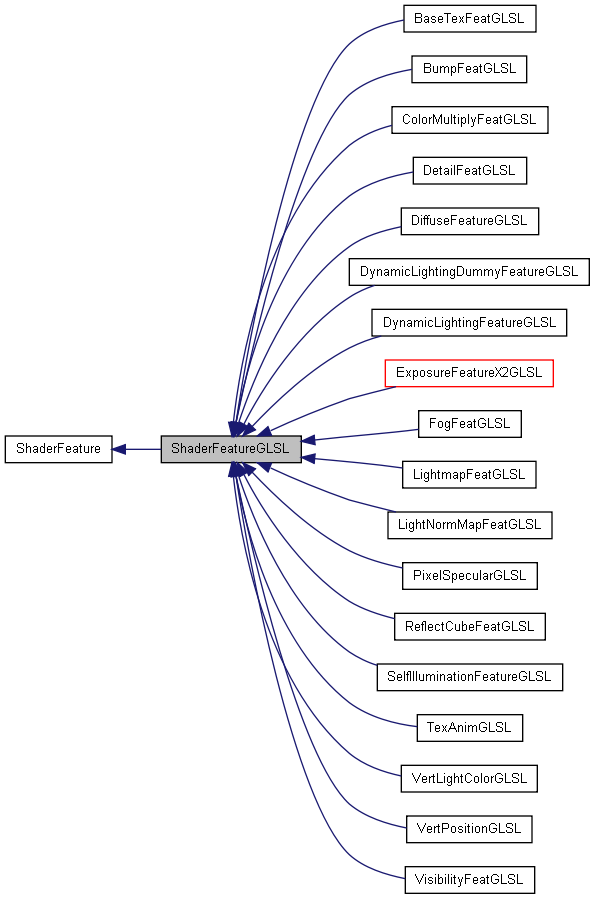 BaseTexFeatGLSL
BumpFeatGLSL
ColorMultiplyFeatGLSL
DetailFeatGLSL
DiffuseFeatureGLSL
DynamicLightingDummyFeatureGLSL
DynamicLightingFeatureGLSL
ExposureFeatureX2GLSL
FogFeatGLSL
ShaderFeature
ShaderFeatureGLSL
LightmapFeatGLSL
LightNormMapFeatGLSL
PixelSpecularGLSL
ReflectCubeFeatGLSL
SelfIlluminationFeatureGLSL
TexAnimGLSL
VertLightColorGLSL
VertPositionGLSL
VisibilityFeatGLSL